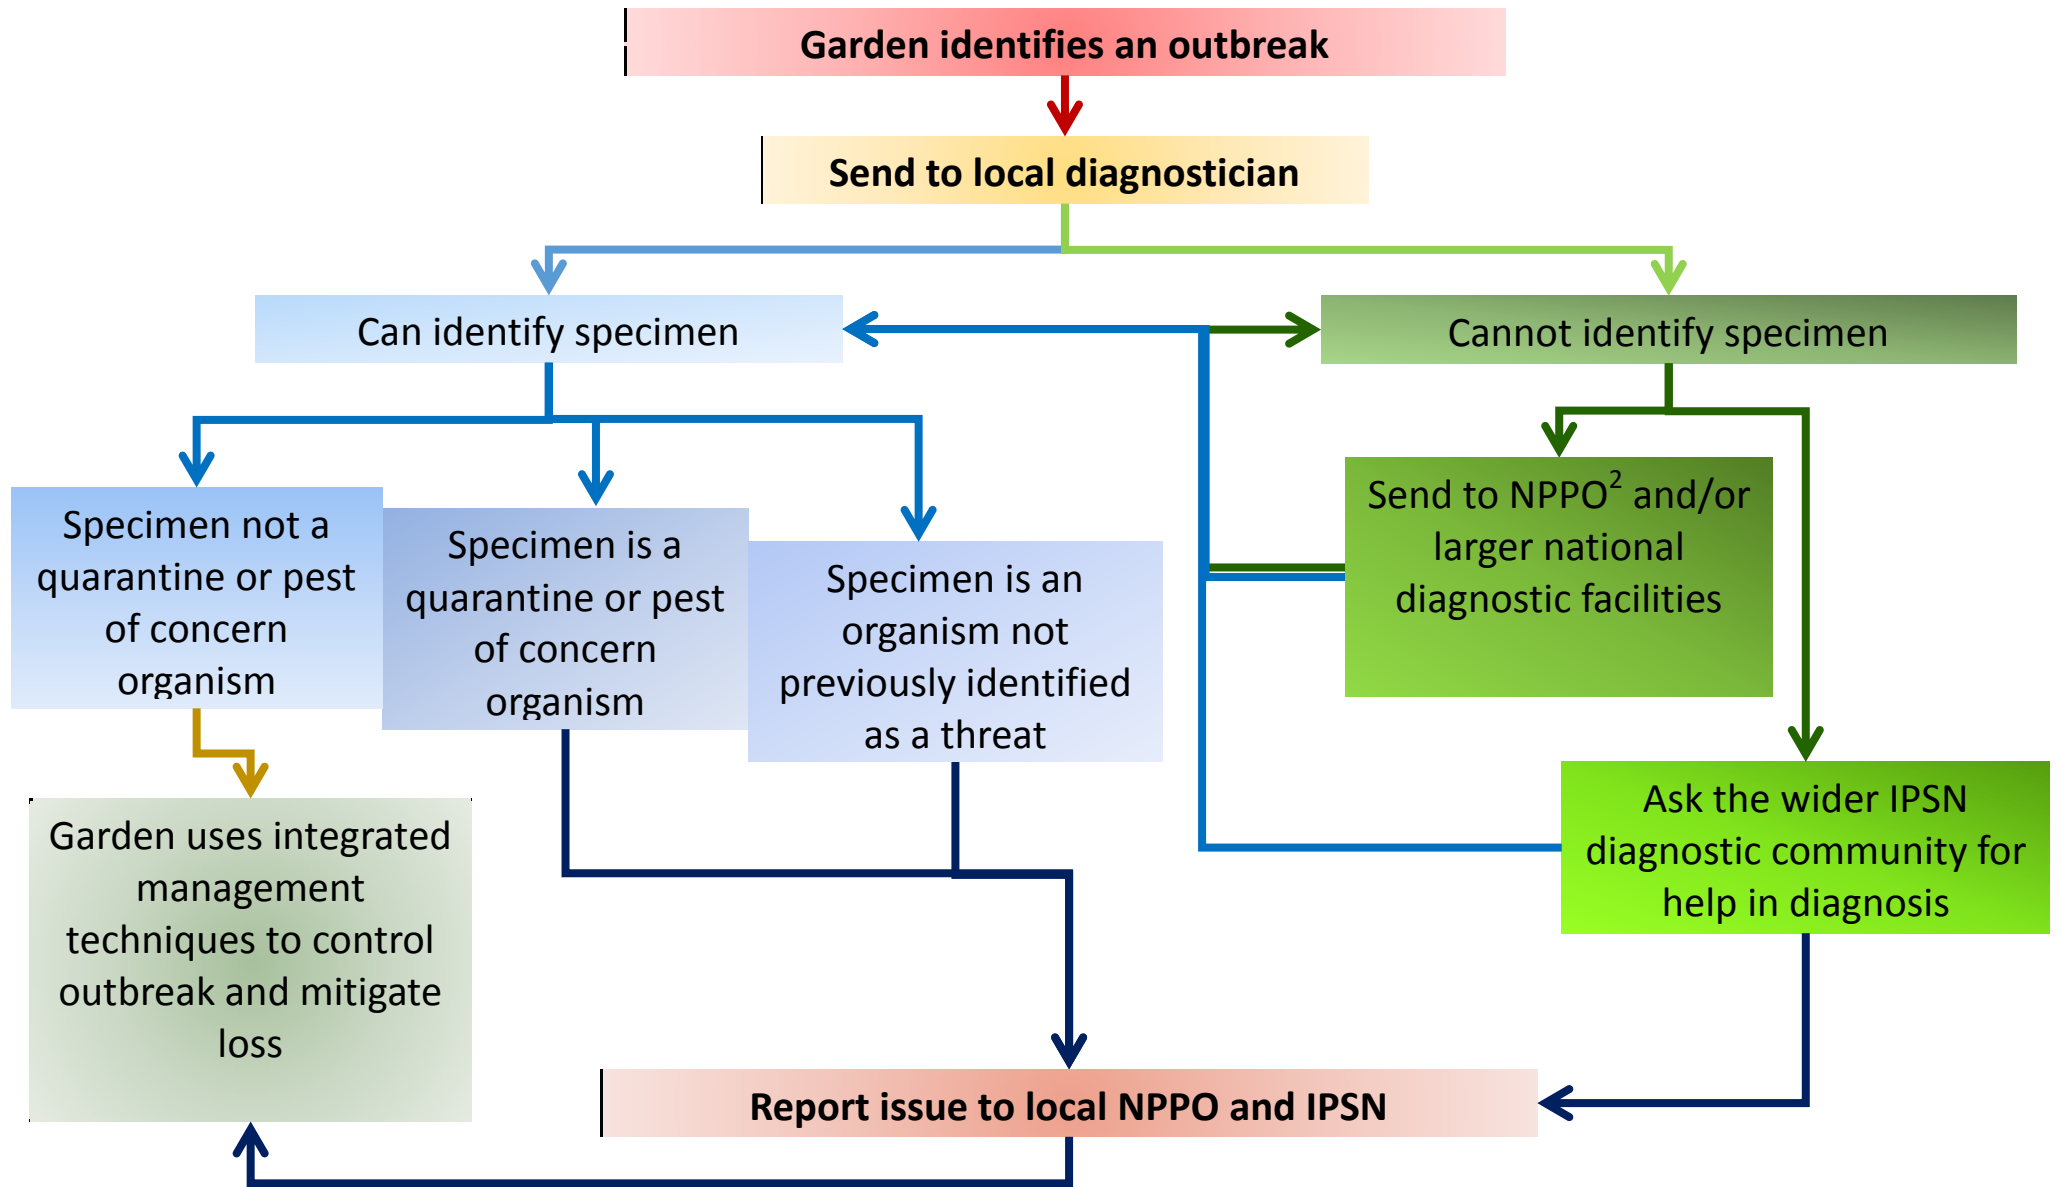 Garden identifies an outbreak
Send to local diagnostician
Can identify specimen
Cannot identify specimen
Specimen not a
quarantine or pest
of concern
organism
Specimen is a
quarantine or pest
of concern
organism
Specimen is an
organism not
previously identified
as a threat
Send to NPPO² and/or
larger national
diagnostic facilities
Ask the wider IPSN
diagnostic community for
help in diagnosis
Garden uses integrated
management
techniques to control
outbreak and mitigate
loss
Report issue to local NPPO and IPSN